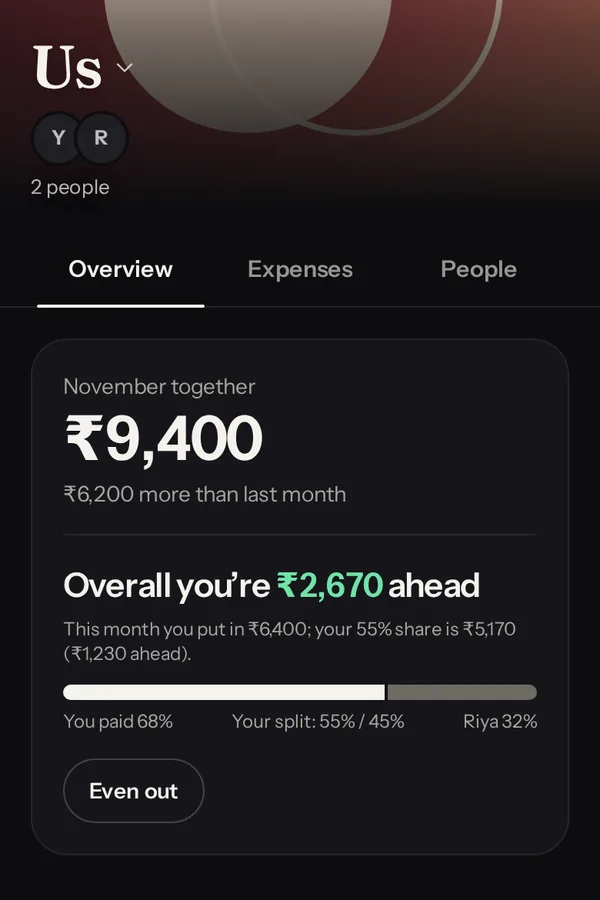 Us
Y R
2 people
Overview Expenses People
November together
₹9,400
₹6,200 more than last month
Overall you’re ₹2,670 ahead
This month you put in ₹6,400; your 55% share is ₹5,170
(₹1,230 ahead).
You paid 68% Your split: 55% / 45% Riya 32%
Even out